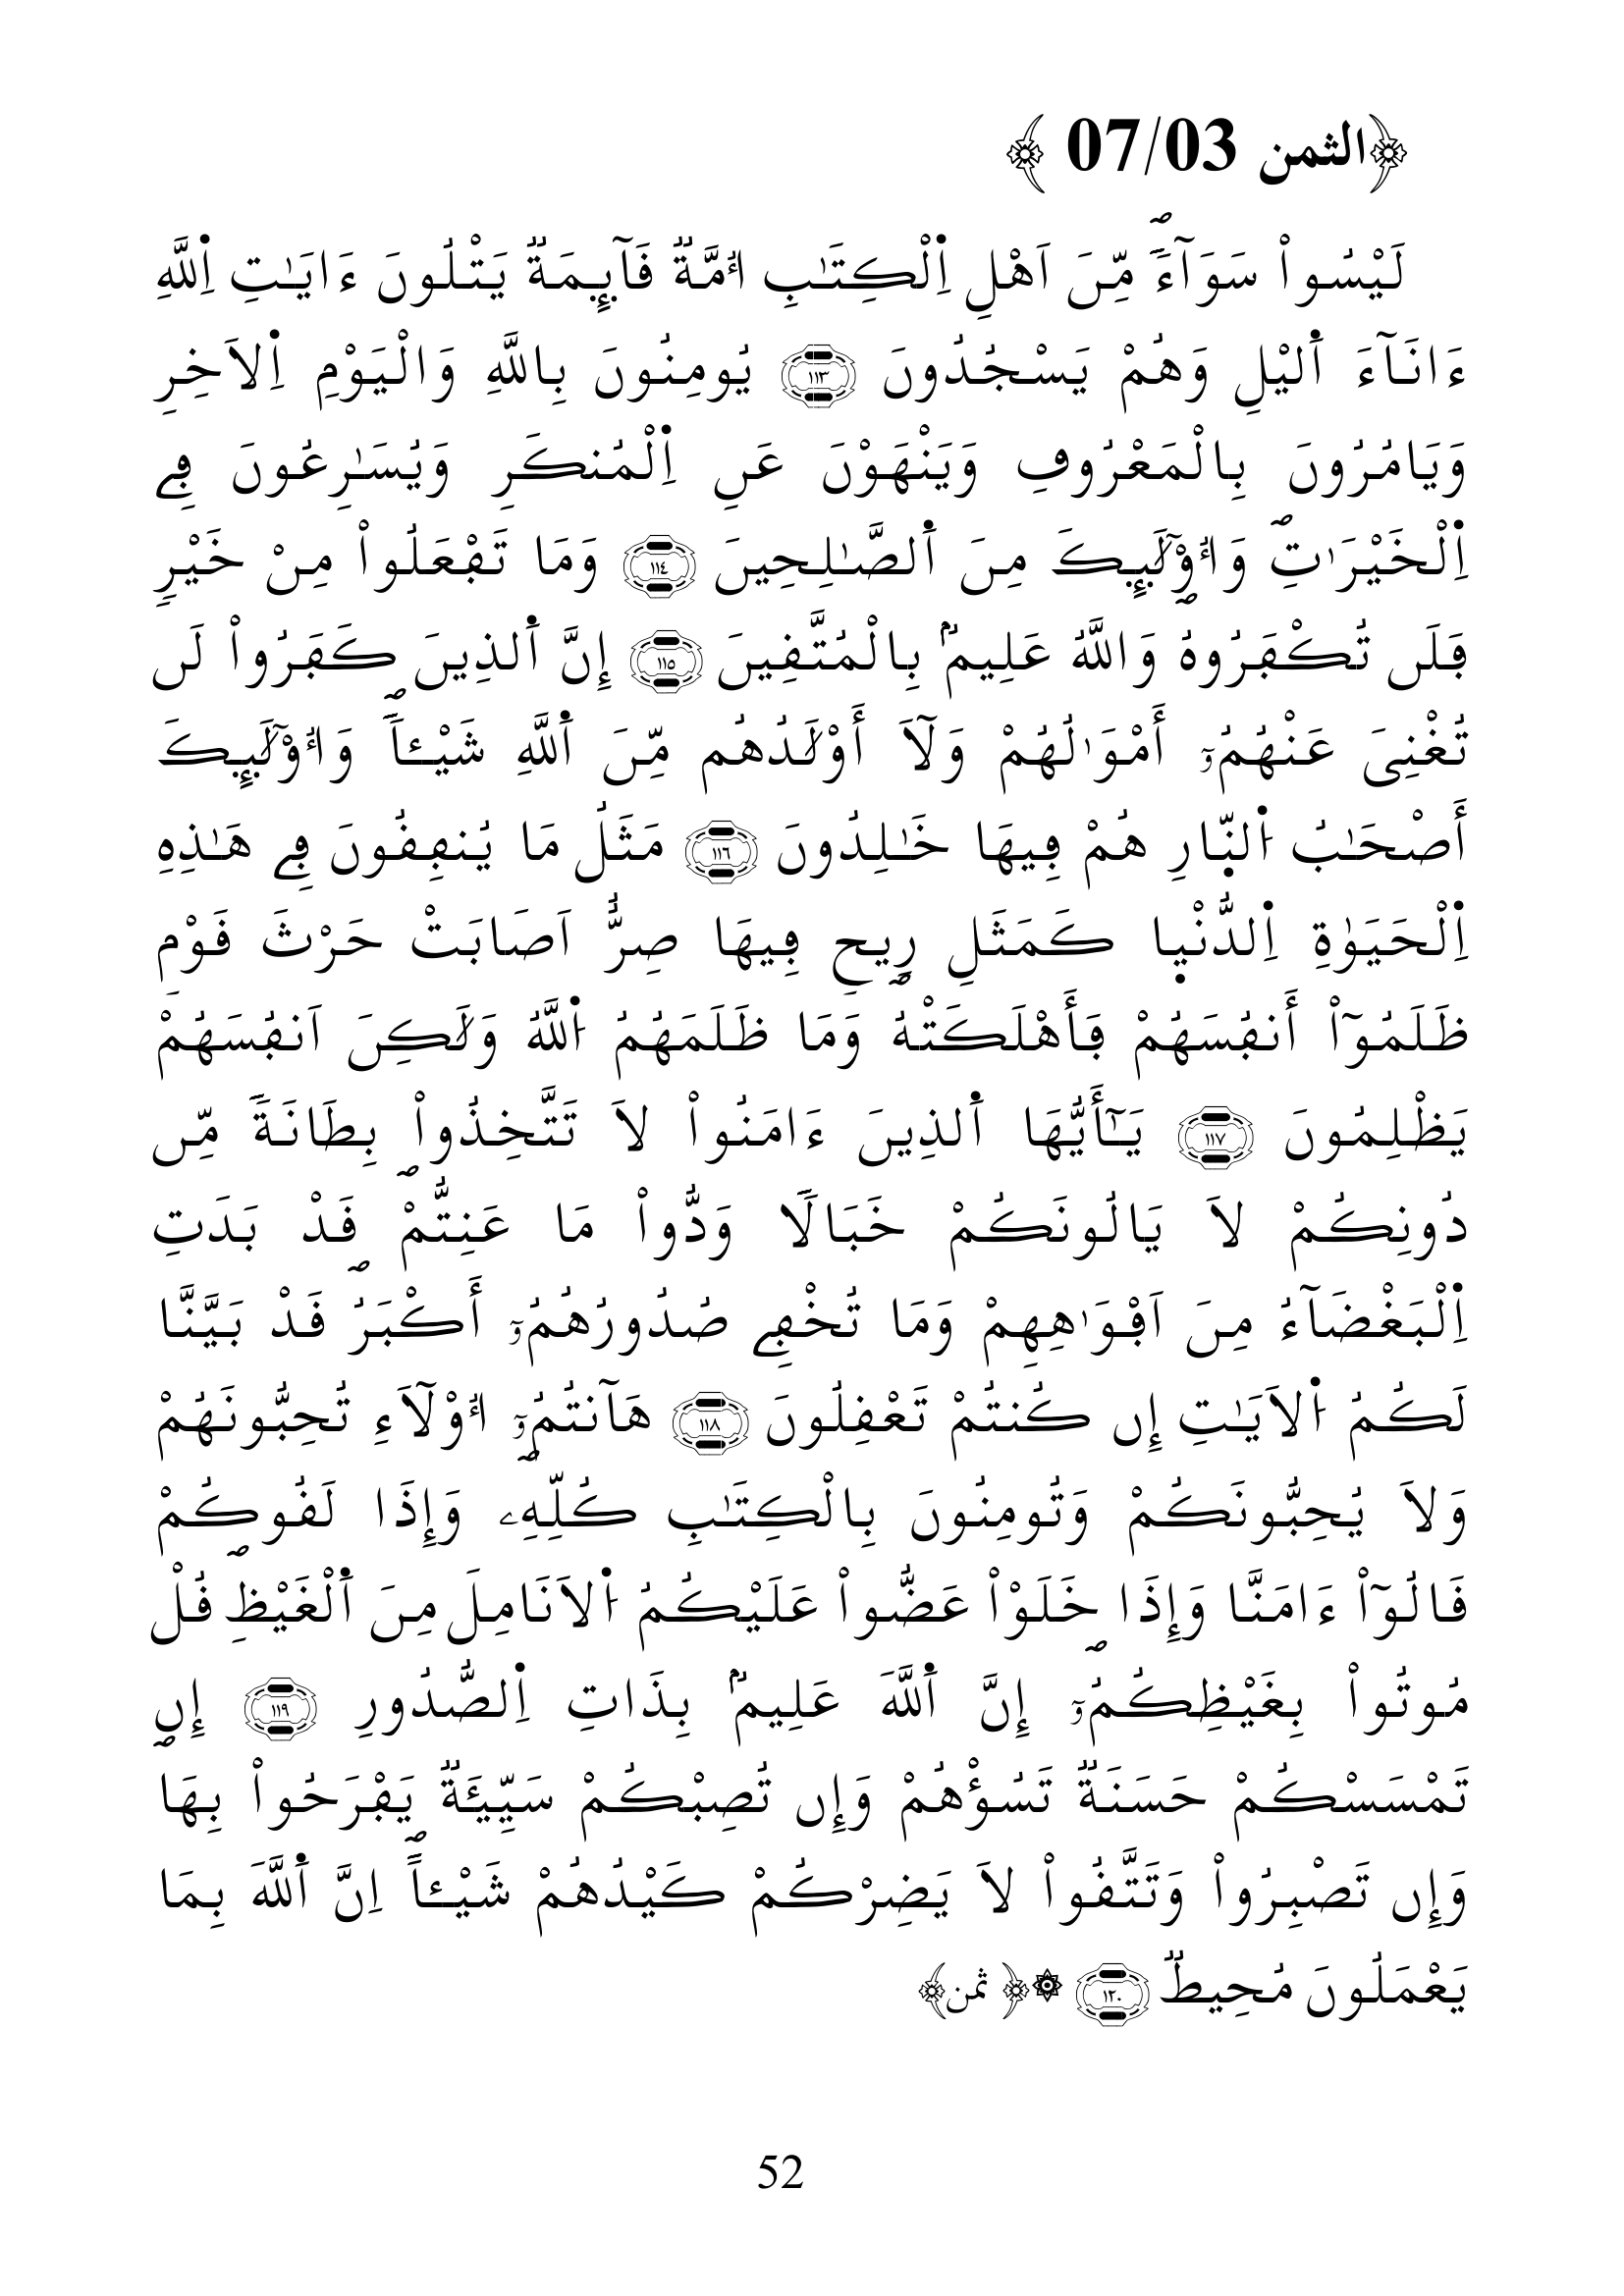 ﴿الثمن 07/03 ﴾
لَيْسُواْ سَوَآءٗۖ مِّنَ اَهْلِ اِ۬لْكِتَٰبِ أُمَّةٞ قَآئِمَةٞ يَتْلُونَ ءَايَٰتِ اِ۬للَّهِ
ءَانَآءَ اَ۬ليْلِ وَهُمْ يَسْجُدُونَ ١١٣ يُومِنُونَ بِاللَّهِ وَالْيَوْمِ اِ۬لَاخِرِ
وَيَامُرُونَ بِالْمَعْرُوفِ وَيَنْهَوْنَ عَنِ اِ۬لْمُنكَرِ وَيُسَٰرِعُونَ فِے
اِ۬لْخَيْرَٰتِۖ وَأُوْلَٰٓئِكَ مِنَ اَ۬لصَّٰلِحِينَۖ ١١٤ وَمَا تَفْعَلُواْ مِنْ خَيْرٖ
فَلَن تُكْفَرُوهُ وَاللَّهُ عَلِيمُۢ بِالْمُتَّقِينَ ١١٥ إِنَّ اَ۬لذِينَ كَفَرُواْ لَن
تُغْنِيَ عَنْهُمُۥٓ أَمْوَٰلُهُمْ وَلَآ أَوْلَٰدُهُم مِّنَ اَ۬للَّهِ شَيْـٔاٗۖ وَأُوْلَٰٓئِكَ
أَصْحَٰبُ اُ۬لنّ۪ارِ هُمْ فِيهَا خَٰلِدُونَ ١١٦ مَثَلُ مَا يُنفِقُونَ فِے هَٰذِهِ
اِ۬لْحَيَوٰةِ اِ۬لدُّنْي۪ا كَمَثَلِ رِيحٖ فِيهَا صِرٌّ اَصَابَتْ حَرْثَ قَوْمٖ
ظَلَمُوٓاْ أَنفُسَهُمْ فَأَهْلَكَتْهُۖ وَمَا ظَلَمَهُمُ اُ۬للَّهُ وَلَٰكِنَ اَنفُسَهُمْ
يَظْلِمُونَ ١١٧ يَٰٓأَيُّهَا اَ۬لذِينَ ءَامَنُواْ لَا تَتَّخِذُواْ بِطَانَةٗ مِّن
دُونِكُمْ لَا يَالُونَكُمْ خَبَالٗاۖ وَدُّواْ مَا عَنِتُّمْۖ قَدْ بَدَتِ
اِ۬لْبَغْضَآءُ مِنَ اَفْوَٰهِهِمْ وَمَا تُخْفِے صُدُورُهُمُۥٓ أَكْبَرُ قَدْ بَيَّنَّا
لَكُمُ اُ۬لَايَٰتِ إِن كُنتُمْ تَعْقِلُونَ ١١٨ هَآنتُمُۥٓ أُوْلَآءِ تُحِبُّونَهُمْ
وَلَا يُحِبُّونَكُمْ وَتُومِنُونَ بِالْكِتَٰبِ كُلِّهِۦ وَإِذَا لَقُوكُمْ
قَالُوٓاْ ءَامَنَّا وَإِذَا خَلَوْاْ عَضُّواْ عَلَيْكُمُ اُ۬لَانَامِلَ مِنَ اَ۬لْغَيْظِۖ قُلْ
مُوتُواْ بِغَيْظِكُمُۥٓ إِنَّ اَ۬للَّهَ عَلِيمُۢ بِذَاتِ اِ۬لصُّدُورِ ١١٩ إِن
تَمْسَسْكُمْ حَسَنَةٞ تَسُؤْهُمْ وَإِن تُصِبْكُمْ سَيِّئَةٞ يَفْرَحُواْ بِهَا
وَإِن تَصْبِرُواْ وَتَتَّقُواْ لَا يَضِرْكُمْ كَيْدُهُمْ شَيْـٔاًۖ اِنَّ اَ۬للَّهَ بِمَا
يَعْمَلُونَ مُحِيطٞ ١٢٠ ۞﴿ثمن﴾
52